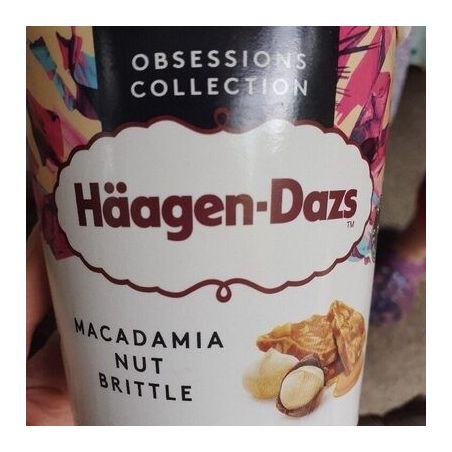 OBSESSIONS
COLLECTION
Häagen-Dazs
TM
MACADAMIA
NUT
BRITTLE